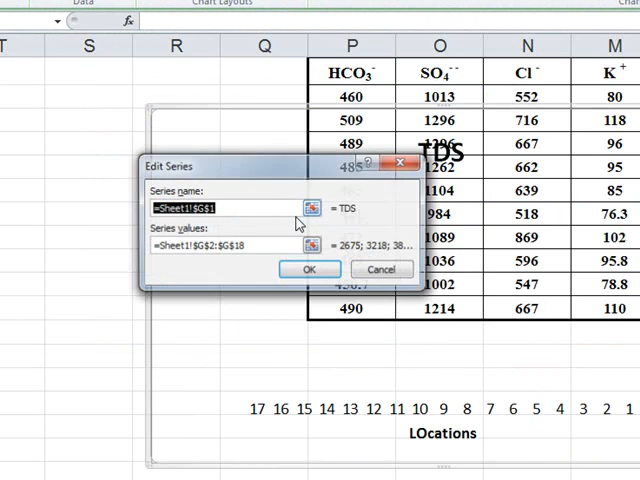 Data Chart Layouts
fx
T S R Q P O N M
HCO3- SO4-- Cl - K +
460 1013 552 80
509 1296 716 118
489 1296 667 96
TDS
485 1262 662 95
1104 639 85
984 518 76.3
1089 869 102
1036 596 95.8
1002 547 78.8
490 1214 667 110
Edit Series
?
Series name:
=Sheet1!$G$1 = TDS
Series values:
=Sheet1!$G$2:$G$18 = 2675; 3218; 38...
OK Cancel
17 16 15 14 13 12 11 10 9 8 7 6 5 4 3 2 1
LOcations